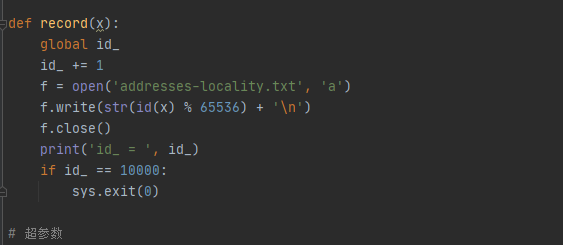 def record(x):
    global id_
    id_ += 1
    f = open('addresses-locality.txt', 'a')
    f.write(str(id(x) % 65536) + '\n')
    f.close()
    print('id_ = ', id_)
    if id_ == 10000:
        sys.exit(0)
# 超参数